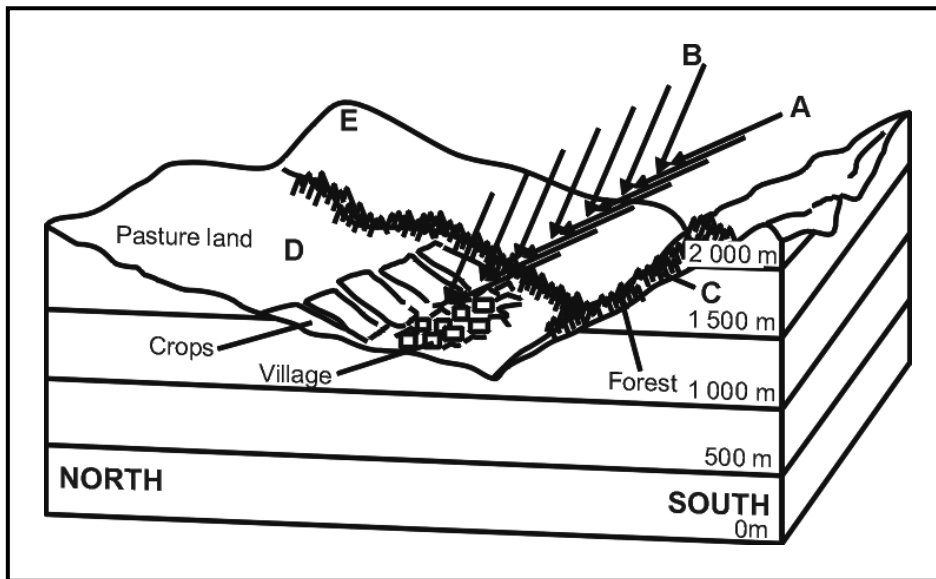 B
A
E
Pasture land
D
2 000 m
C
1 500 m
Crops
Village
Forest
1 000 m
500 m
NORTH
SOUTH
0m